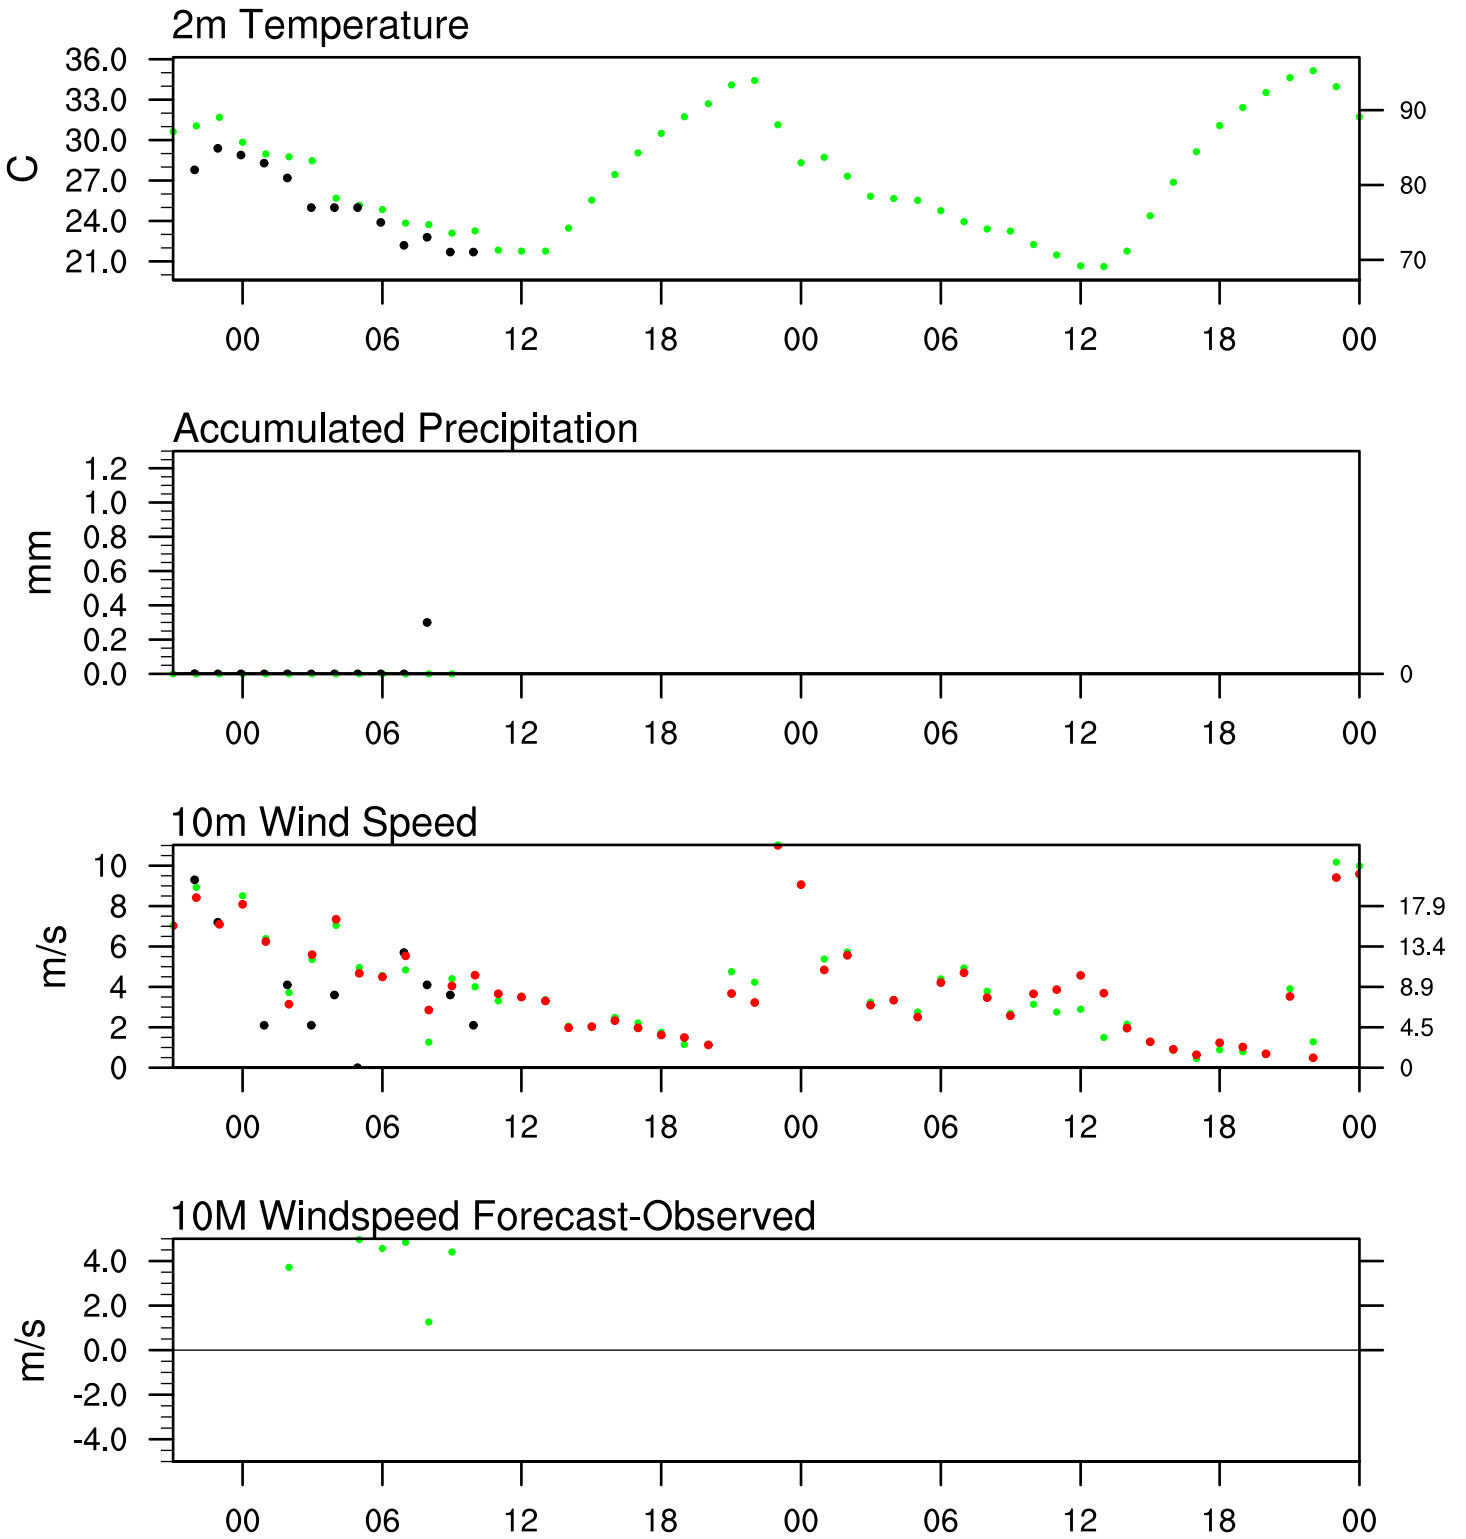 2m Temperature
36.0
33.0
30.0
27.0
24.0
21.0
C
90
80
70
00 06 12 18 00 06 12 18 00
Accumulated Precipitation
1.2
1.0
0.8
0.6
0.4
0.2
0.0
mm
0
00 06 12 18 00 06 12 18 00
10m Wind Speed
10
8
6
4
2
0
m/s
17.9
13.4
8.9
4.5
0
00 06 12 18 00 06 12 18 00
10M Windspeed Forecast-Observed
4.0
2.0
0.0
-2.0
-4.0
m/s
00 06 12 18 00 06 12 18 00